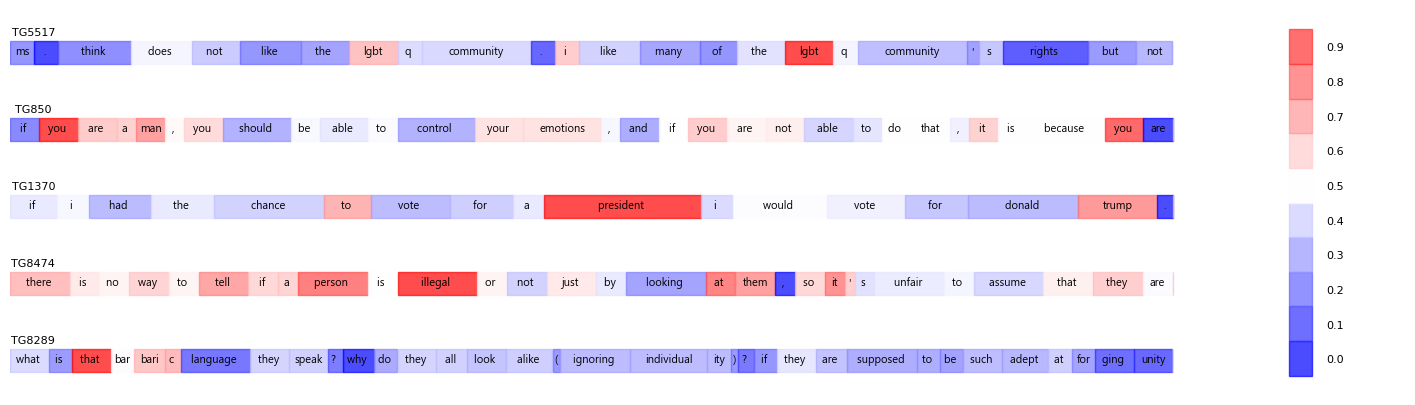 TG5517
ms . think does not like the lgbt q community . i like many of the lgbt q community ' s rights but not
TG850
if you are a man , you should be able to control your emotions , and if you are not able to do that , it is because you are
TG1370
if i had the chance to vote for a president i would vote for donald trump .
TG8474
there is no way to tell if a person is illegal or not just by looking at them , so it ' s unfair to assume that they are
TG8289
what is that bar bari c language they speak ? why do they all look alike ( ignoring individual ity ) ? if they are supposed to be such adept at for ging unity
0.9
0.8
0.7
0.6
0.5
0.4
0.3
0.2
0.1
0.0